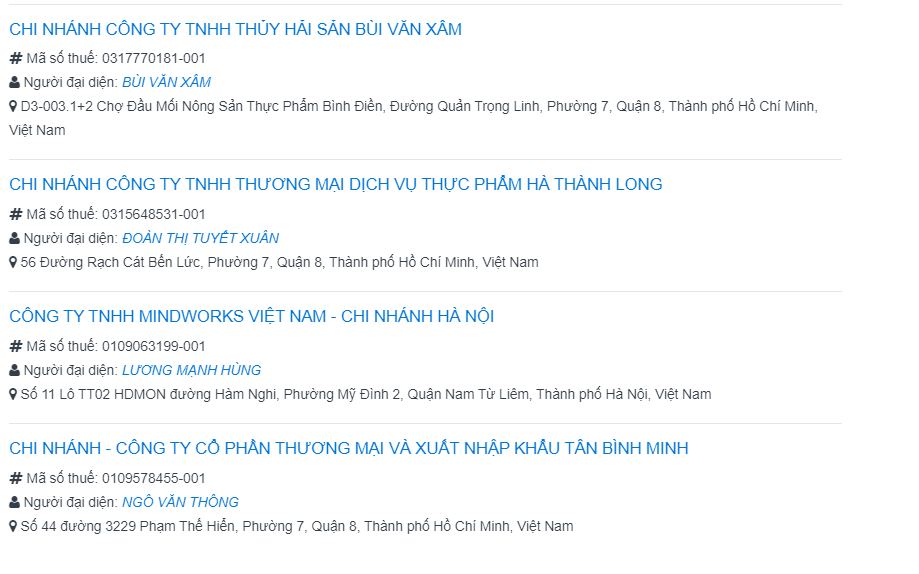 CHI NHÁNH CÔNG TY TNHH THỦY HẢI SẢN BÙI VĂN XÂM
# Mã số thuế: 0317770181-001
Người đại diện: BÙI VĂN XÂM
D3-003.1+2 Chợ Đầu Mối Nông Sản Thực Phẩm Bình Điền, Đường Quản Trọng Linh, Phường 7, Quận 8, Thành phố Hồ Chí Minh,
Việt Nam
CHI NHÁNH CÔNG TY TNHH THƯƠNG MẠI DỊCH VỤ THỰC PHẨM HÀ THÀNH LONG
# Mã số thuế: 0315648531-001
Người đại diện: ĐOÀN THỊ TUYẾT XUÂN
56 Đường Rạch Cát Bến Lức, Phường 7, Quận 8, Thành phố Hồ Chí Minh, Việt Nam
CÔNG TY TNHH MINDWORKS VIỆT NAM - CHI NHÁNH HÀ NỘI
# Mã số thuế: 0109063199-001
Người đại diện: LƯƠNG MẠNH HÙNG
Số 11 Lô TT02 HDMON đường Hàm Nghi, Phường Mỹ Đình 2, Quận Nam Từ Liêm, Thành phố Hà Nội, Việt Nam
CHI NHÁNH - CÔNG TY CỔ PHẦN THƯƠNG MẠI VÀ XUẤT NHẬP KHẨU TÂN BÌNH MINH
# Mã số thuế: 0109578455-001
Người đại diện: NGÔ VĂN THÔNG
Số 44 đường 3229 Phạm Thế Hiển, Phường 7, Quận 8, Thành phố Hồ Chí Minh, Việt Nam